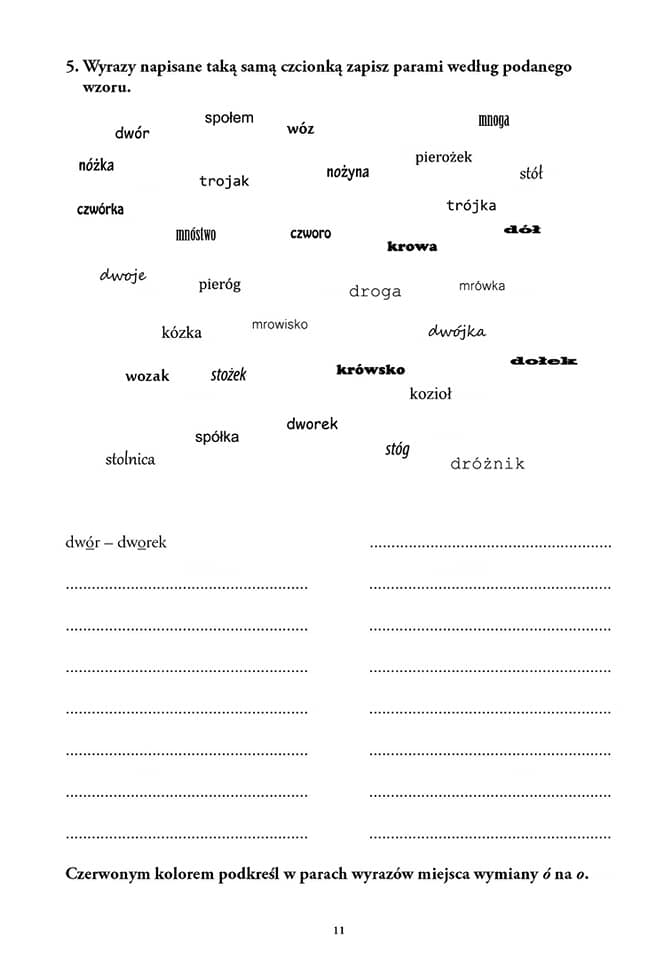 5. Wyrazy napisane taką samą czcionką zapisz parami według podanego
wzoru.
społem
mnoga
dwór
wóz
nóżka
pierożek
trojak
nożyna
stół
czwórka
trójka
mnóstwo
czworo
dół
krowa
dwoje
pieróg
droga
mrówka
kózka
mrowisko
dwójka
wozak
stożek
krówsko
dołek
kozioł
spółka
dworek
stolnica
stóg
dróżnik
dwór – dworek ........................................................
........................................................ ........................................................
........................................................ ........................................................
........................................................ ........................................................
........................................................ ........................................................
........................................................ ........................................................
........................................................ ........................................................
........................................................ ........................................................
Czerwonym kolorem podkreśl w parach wyrazów miejsca wymiany ó na o.
11